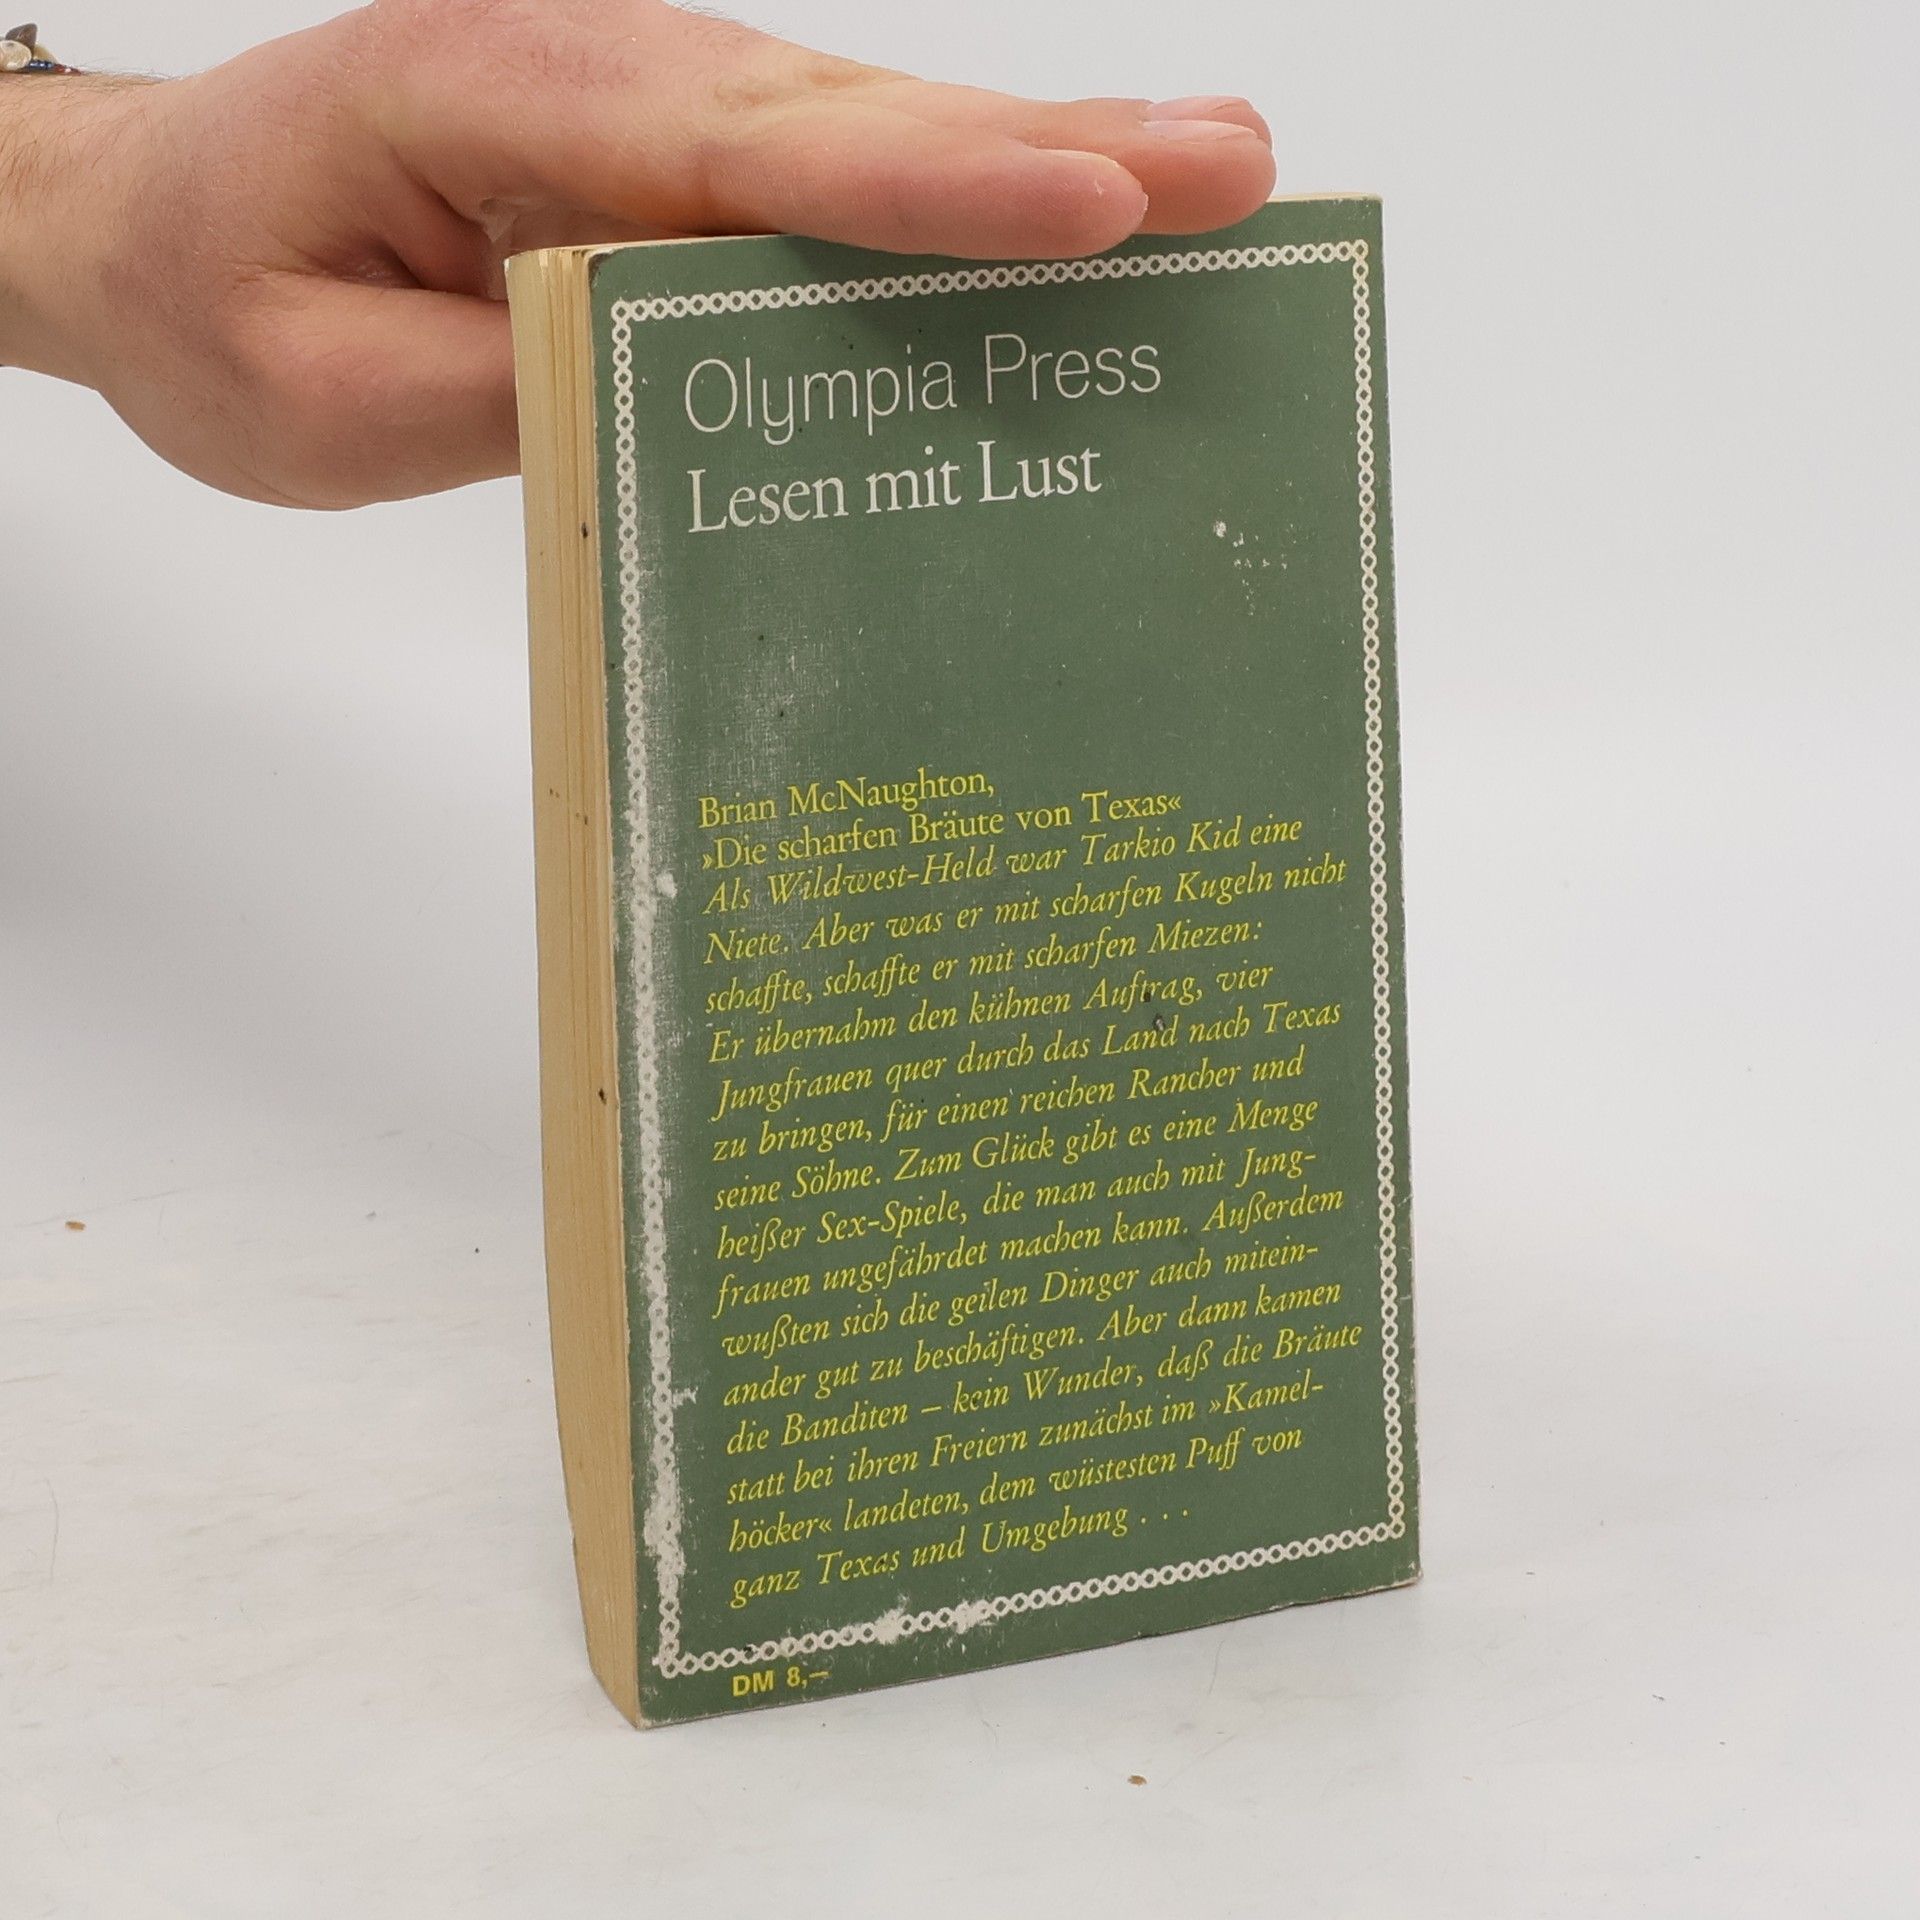 Olympia Press
Lesen mit Lust
Brian McNaughton,
»Die scharfen Bräute von Texas«
Als Wildwest-Held war Tarkio Kid eine
Niete. Aber was er mit scharfen Kugeln nicht
schaffte, schaffte er mit scharfen Miezen:
Er übernahm den kühnen Auftrag, vier
Jungfrauen quer durch das Land nach Texas
zu bringen, für einen reichen Rancher und
seine Söhne. Zum Glück gibt es eine Menge
heißer Sex-Spiele, die man auch mit Jung-
frauen ungefährdet machen kann. Außerdem
wußten sich die geilen Dinger auch mitein-
ander gut zu beschäftigen. Aber dann kamen
die Banditen – kein Wunder, daß die Bräute
statt bei ihren Freiern zunächst im »Kamel-
höcker« landeten, dem wüstesten Puff von
ganz Texas und Umgebung . . .
DM 8,–